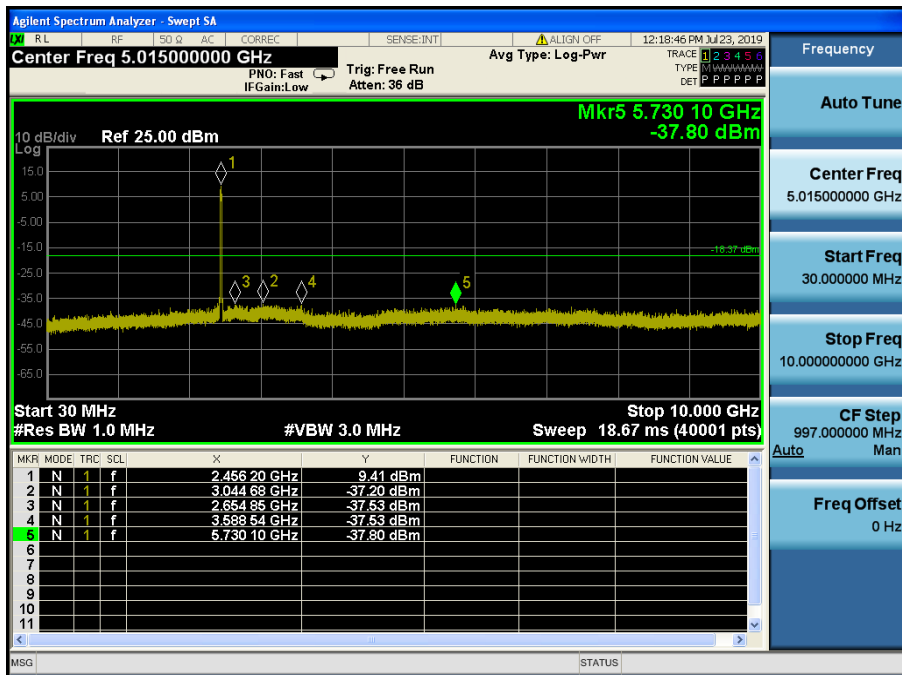 Agilent Spectrum Analyzer - Swept SA
LXI RL RF 50 Ω AC CORREC SENSE:INT ALIGN OFF 12:18:46 PM Jul 23, 2019
Center Freq 5.015000000 GHz
PNO: Fast
IFGain:Low
Trig: Free Run
Atten: 36 dB
Avg Type: Log-Pwr
TRACE 1 2 3 4 5 6
TYPE M WWWWW
DET P P P P P P
Mkr5 5.730 10 GHz
-37.80 dBm
10 dB/div Ref 25.00 dBm
Log
15.0
5.00
-5.00
-15.0
-25.0
-35.0
-45.0
-55.0
-65.0
-18.37 dBm
1
3 2 4 5
Start 30 MHz Stop 10.000 GHz
#Res BW 1.0 MHz #VBW 3.0 MHz Sweep 18.67 ms (40001 pts)
MKR MODE TRC SCL X Y FUNCTION FUNCTION WIDTH FUNCTION VALUE
1 N 1 f 2.456 20 GHz 9.41 dBm
2 N 1 f 3.044 68 GHz -37.20 dBm
3 N 1 f 2.654 85 GHz -37.53 dBm
4 N 1 f 3.588 54 GHz -37.53 dBm
5 N 1 f 5.730 10 GHz -37.80 dBm
6
7
8
9
10
11
MSG STATUS
Frequency
Auto Tune
Center Freq
5.015000000 GHz
Start Freq
30.000000 MHz
Stop Freq
10.000000000 GHz
CF Step
997.000000 MHz
Auto Man
Freq Offset
0 Hz